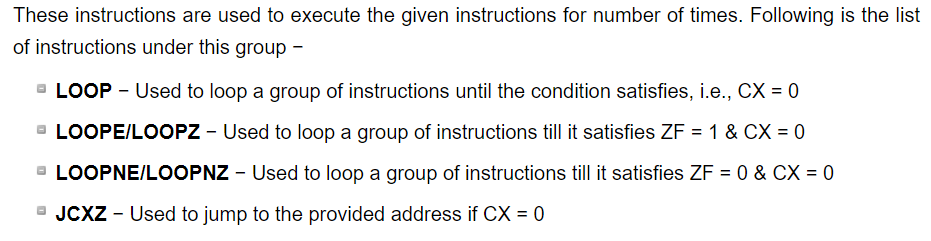 These instructions are used to execute the given instructions for number of times. Following is the list
of instructions under this group −
LOOP − Used to loop a group of instructions until the condition satisfies, i.e., CX = 0
LOOPE/LOOPZ − Used to loop a group of instructions till it satisfies ZF = 1 & CX = 0
LOOPNE/LOOPNZ − Used to loop a group of instructions till it satisfies ZF = 0 & CX = 0
JCXZ − Used to jump to the provided address if CX = 0